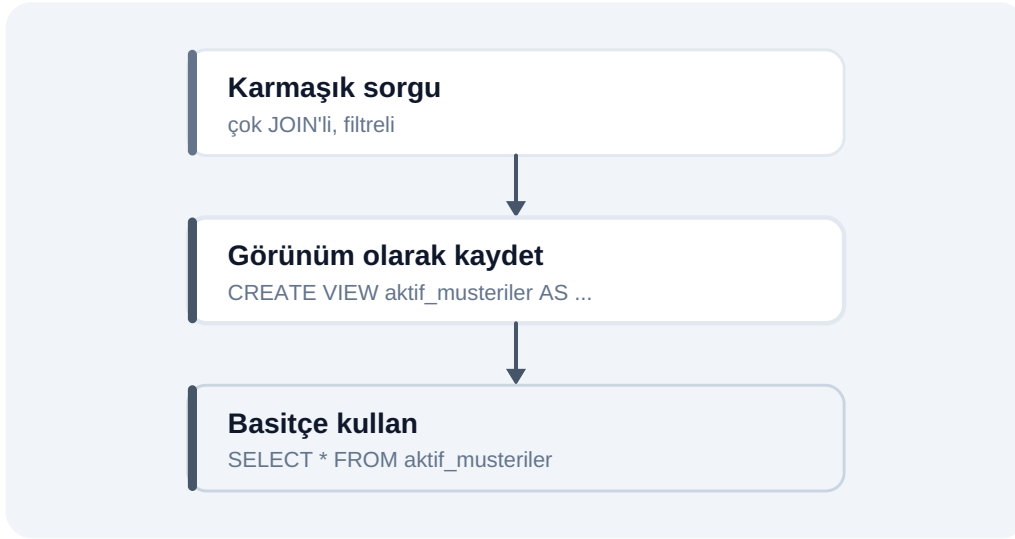 Karmaşık sorgu
çok JOIN'li, filtreli
Görünüm olarak kaydet
CREATE VIEW aktif_musteriler AS ...
Basitçe kullan
SELECT * FROM aktif_musteriler